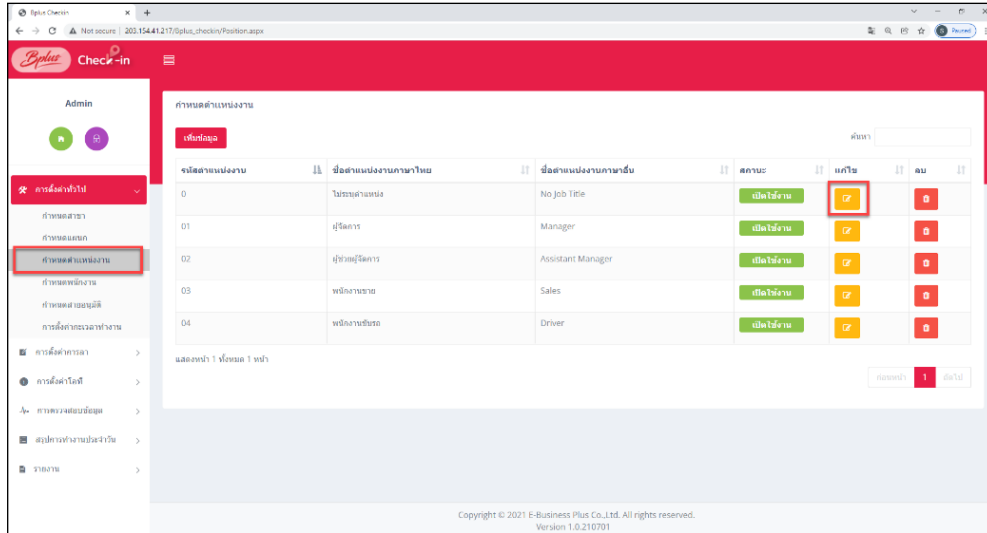 Bplus Checkin
Not secure | 203.154.41.217/Bplus_checkin/Position.aspx
Paused
Bplus Check-in
Admin
การตั้งค่าทั่วไป
กำหนดสาขา
กำหนดแผนก
กำหนดตำแหน่งงาน
กำหนดพนักงาน
กำหนดสายอนุมัติ
การตั้งค่ากะเวลาทำงาน
การตั้งค่าการลา
การตั้งค่าโอที
การตรวจสอบข้อมูล
สรุปการทำงานประจำวัน
รายงาน
กำหนดตำแหน่งงาน
เพิ่มข้อมูล
ค้นหา
รหัสตำแหน่งงาน ชื่อตำแหน่งงานภาษาไทย ชื่อตำแหน่งงานภาษาอื่น สถานะ แก้ไข ลบ
0 ไม่ระบุตำแหน่ง No Job Title เปิดใช้งาน
01 ผู้จัดการ Manager เปิดใช้งาน
02 ผู้ช่วยผู้จัดการ Assistant Manager เปิดใช้งาน
03 พนักงานขาย Sales เปิดใช้งาน
04 พนักงานขับรถ Driver เปิดใช้งาน
แสดงหน้า 1 ทั้งหมด 1 หน้า
ก่อนหน้า 1 ถัดไป
Copyright © 2021 E-Business Plus Co.,Ltd. All rights reserved.
Version 1.0.210701